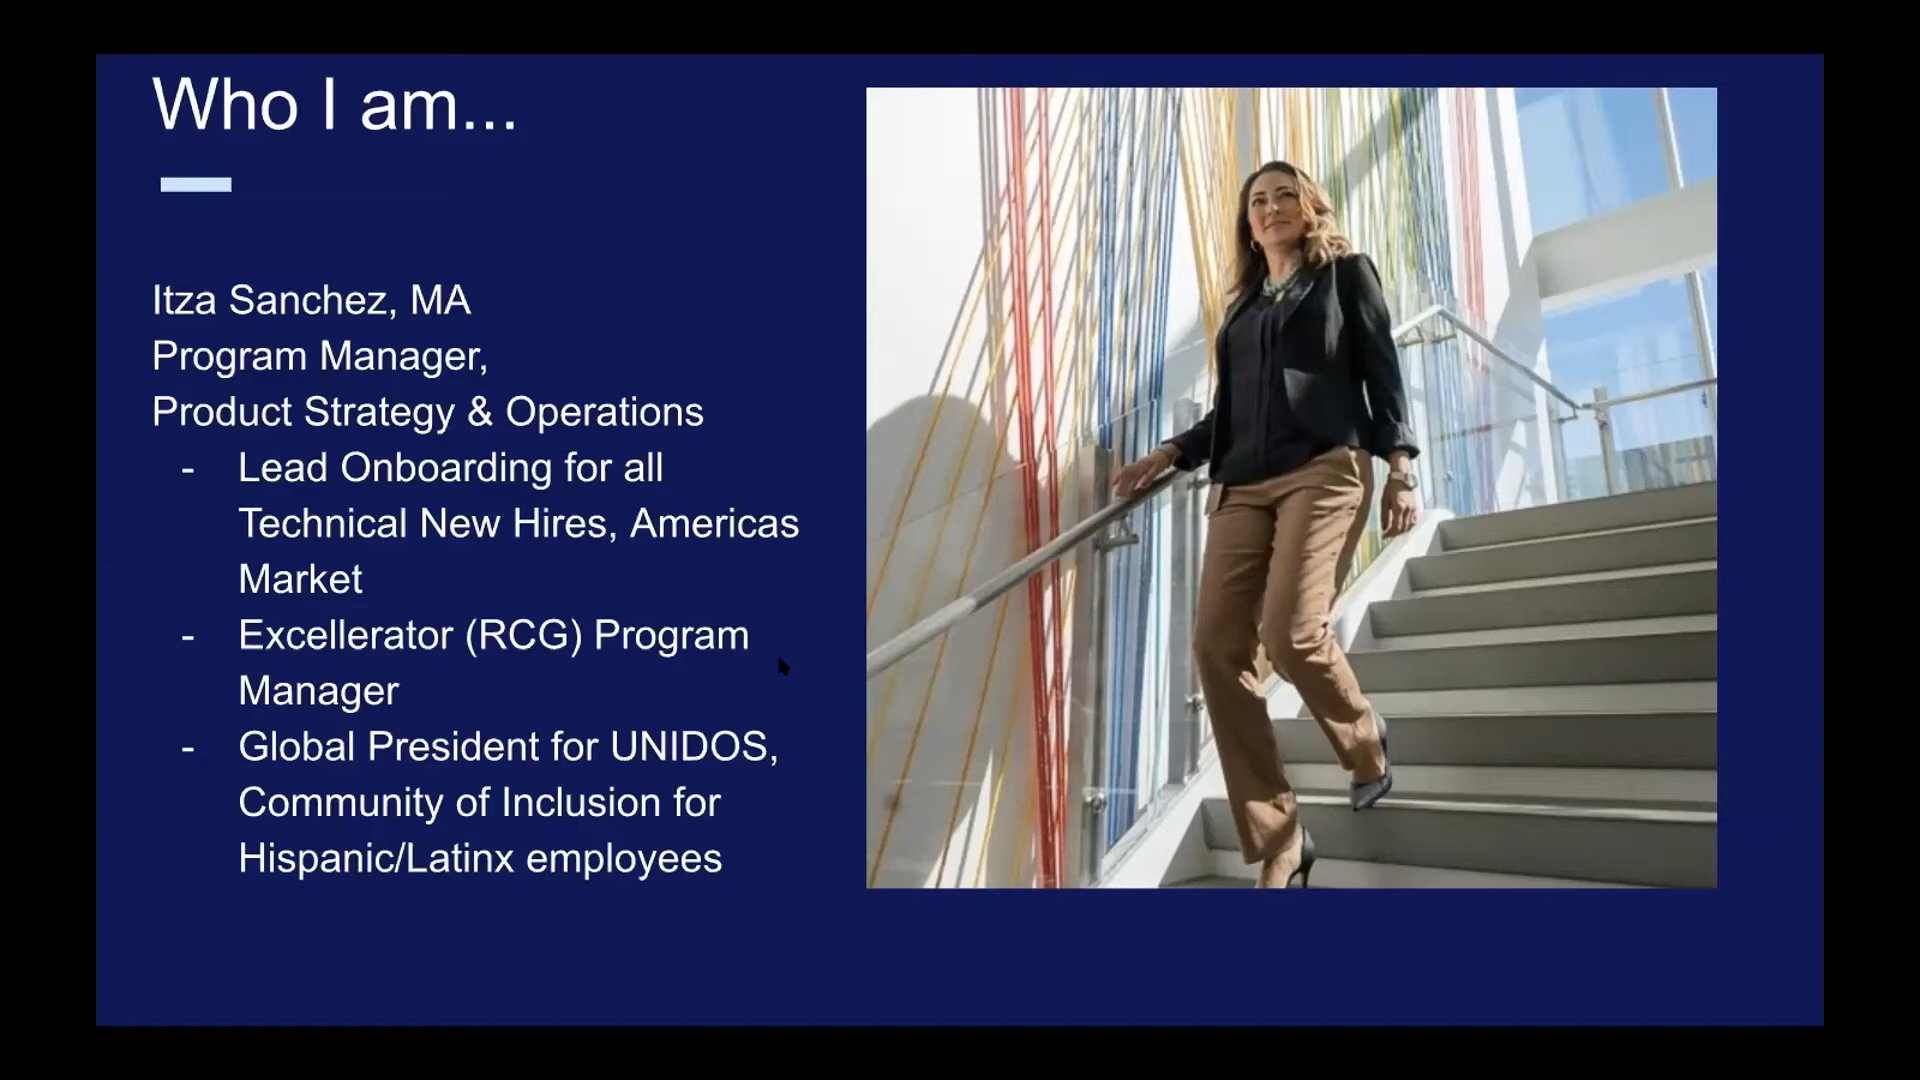 Who I am...
Itza Sanchez, MA
Program Manager,
Product Strategy & Operations
- Lead Onboarding for all
Technical New Hires, Americas
Market
- Excellerator (RCG) Program
Manager
- Global President for UNIDOS,
Community of Inclusion for
Hispanic/Latinx employees